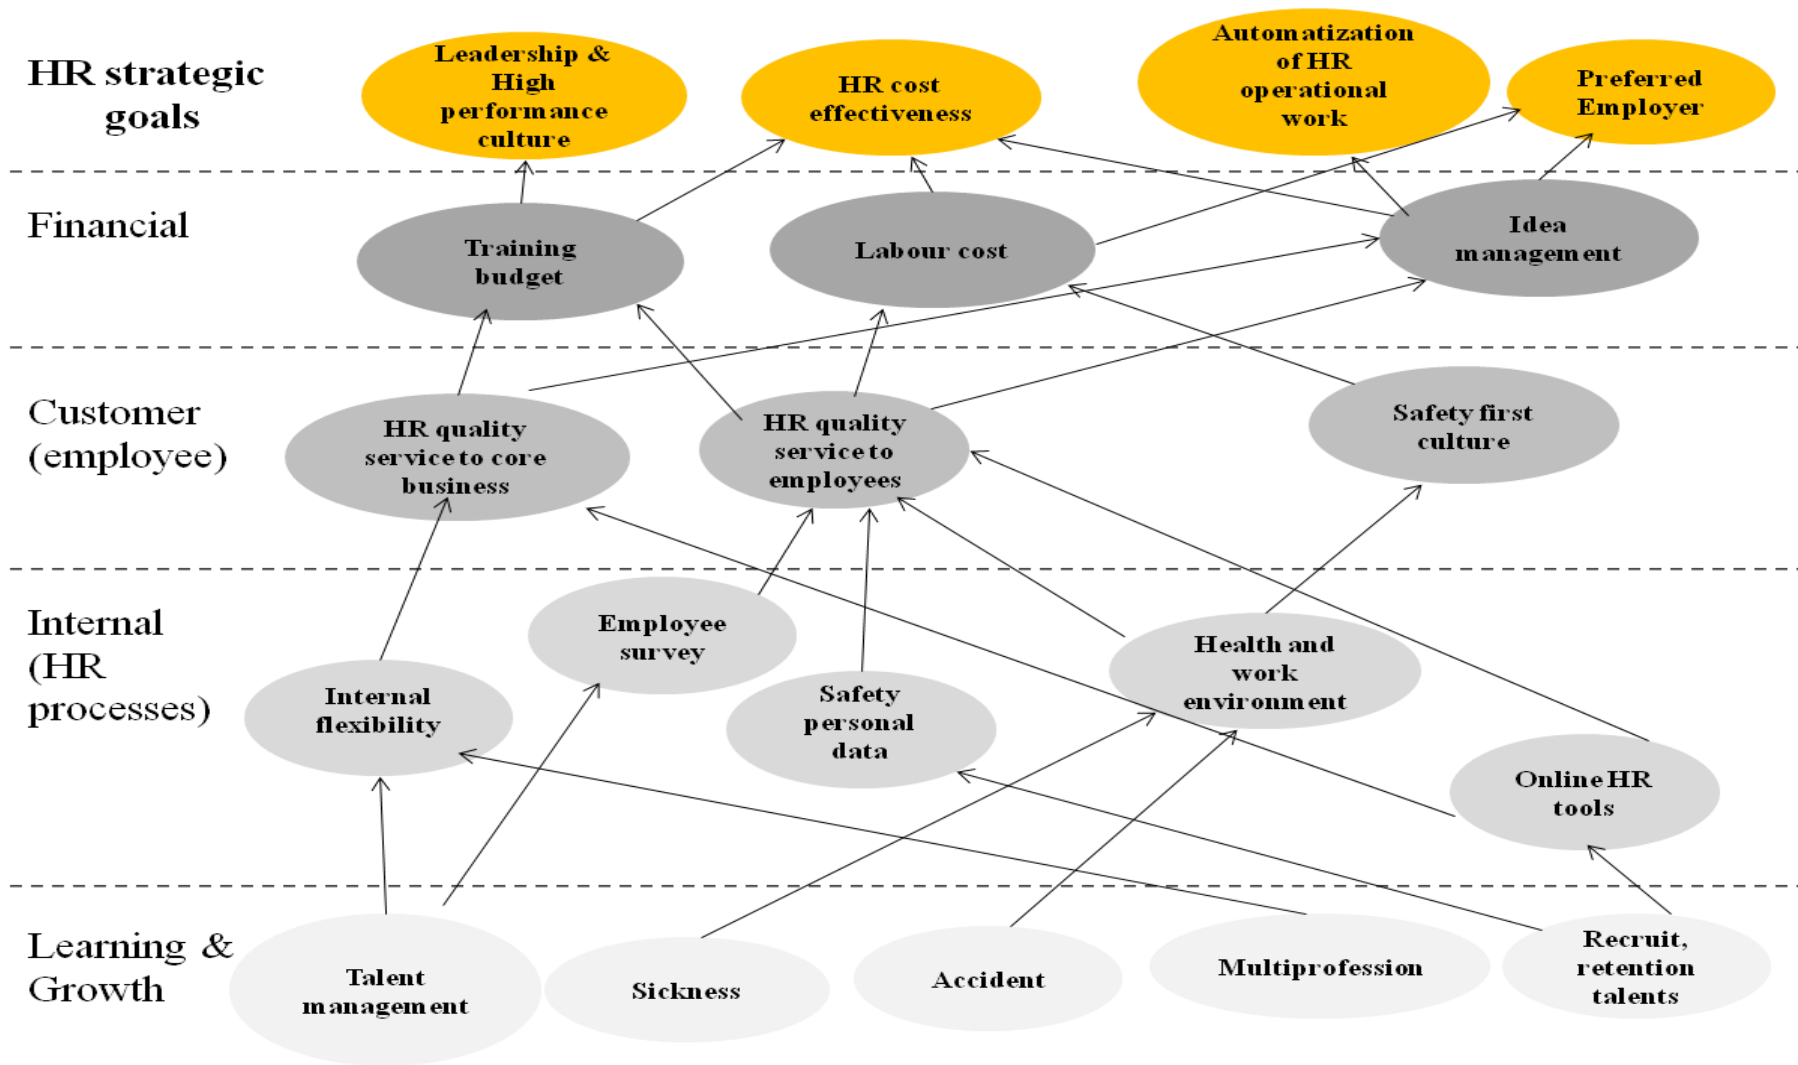 HR strategic
goals
Leadership &
High
performance
culture
HR cost
effectiveness
Automatization
of HR
operational
work
Preferred
Employer
Financial
Training
budget
Labour cost
Idea
management
Customer
(employee)
HR quality
service to core
business
HR quality
service to
employees
Safety first
culture
Internal
(HR
processes)
Internal
flexibility
Employee
survey
Safety
personal
data
Health and
work
environment
Online HR
tools
Learning &
Growth
Talent
management
Sickness
Accident
Multiprofession
Recruit,
retention
talents